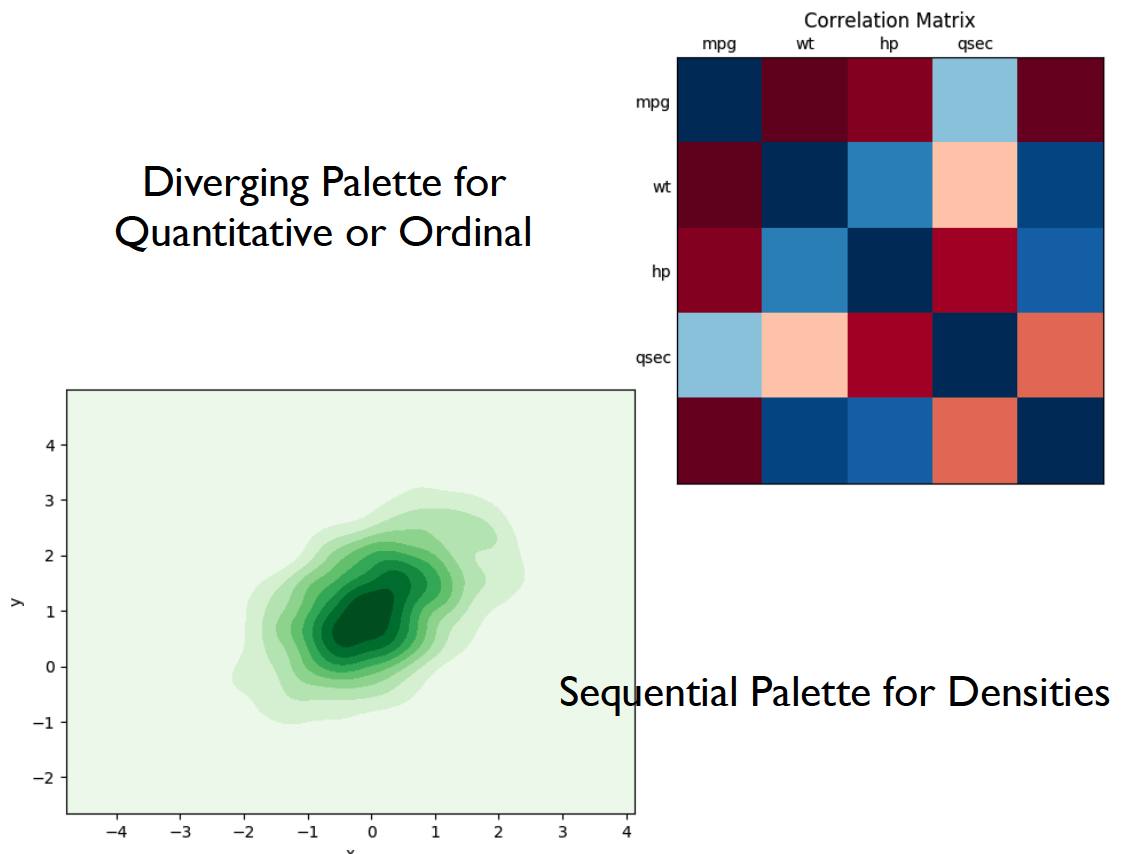 Correlation Matrix
mpg wt hp qsec
mpg
wt
hp
qsec
Diverging Palette for
Quantitative or Ordinal
4
3
2
1
0
−1
−2
y
−4 −3 −2 −1 0 1 2 3 4
x
Sequential Palette for Densities